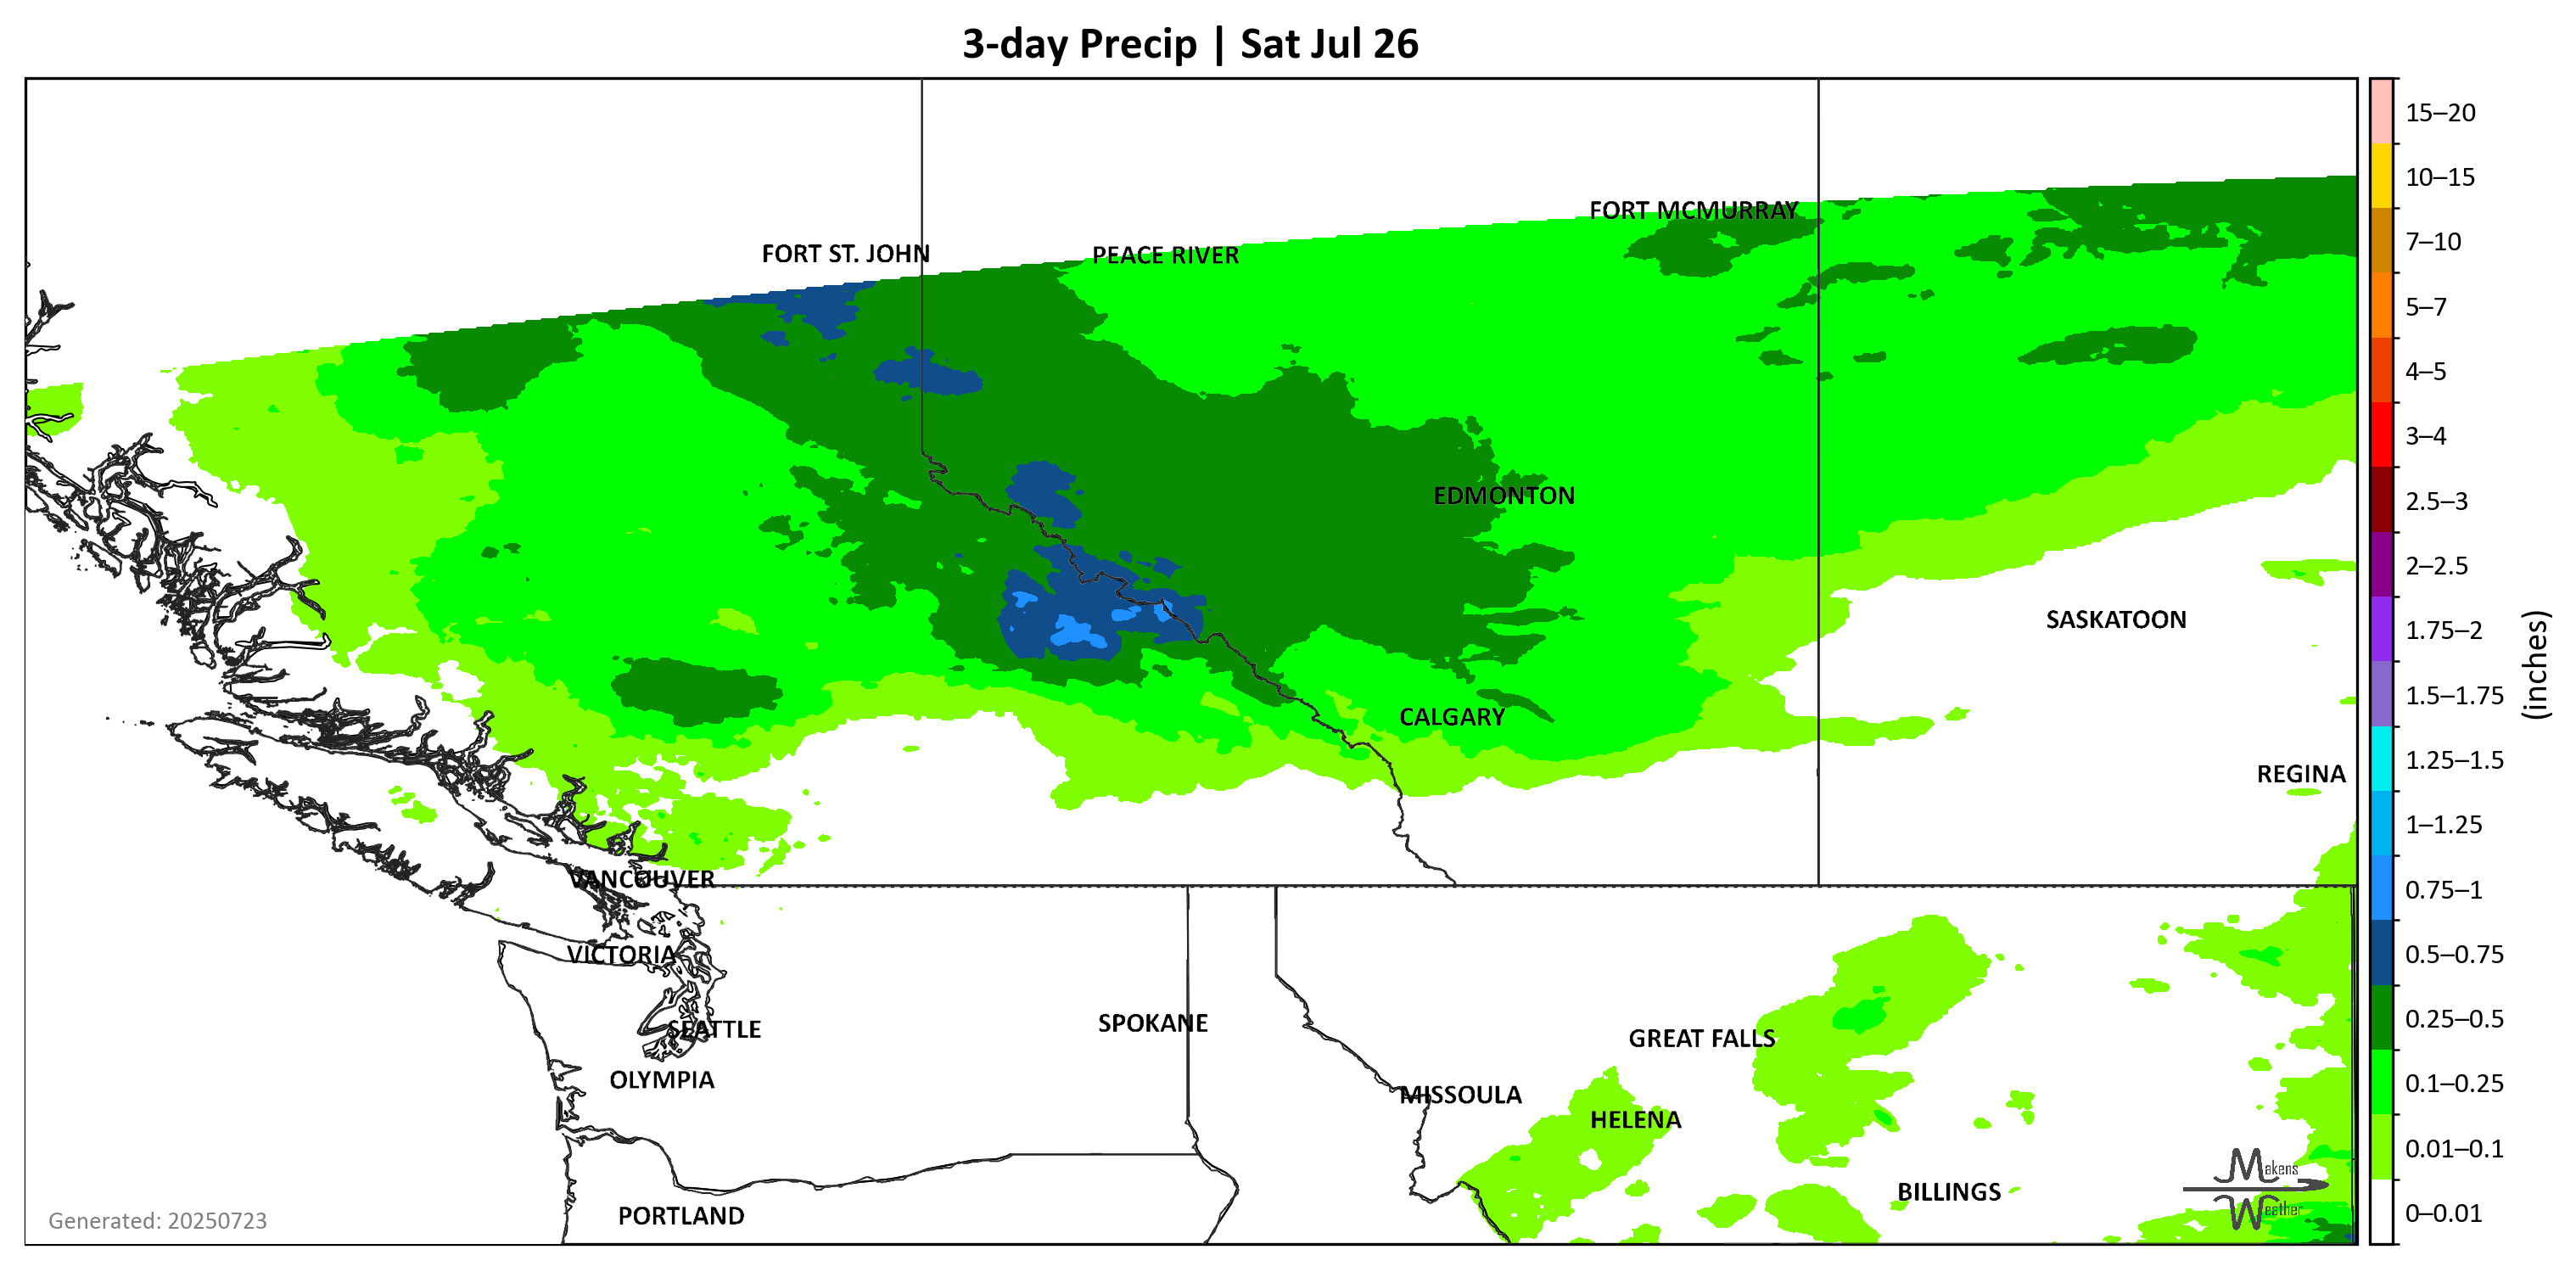 3-day Precip | Sat Jul 26
FORT MCMURRAY
FORT ST. JOHN
PEACE RIVER
EDMONTON
SASKATOON
CALGARY
REGINA
VANCOUVER
VICTORIA
SPOKANE
SEATTLE
GREAT FALLS
OLYMPIA
MISSOULA
HELENA
BILLINGS
PORTLAND
Generated: 20250723
Makens
Weather
15–20
10–15
7–10
5–7
4–5
3–4
2.5–3
2–2.5
1.75–2
1.5–1.75
1.25–1.5
1–1.25
0.75–1
0.5–0.75
0.25–0.5
0.1–0.25
0.01–0.1
0–0.01
(inches)